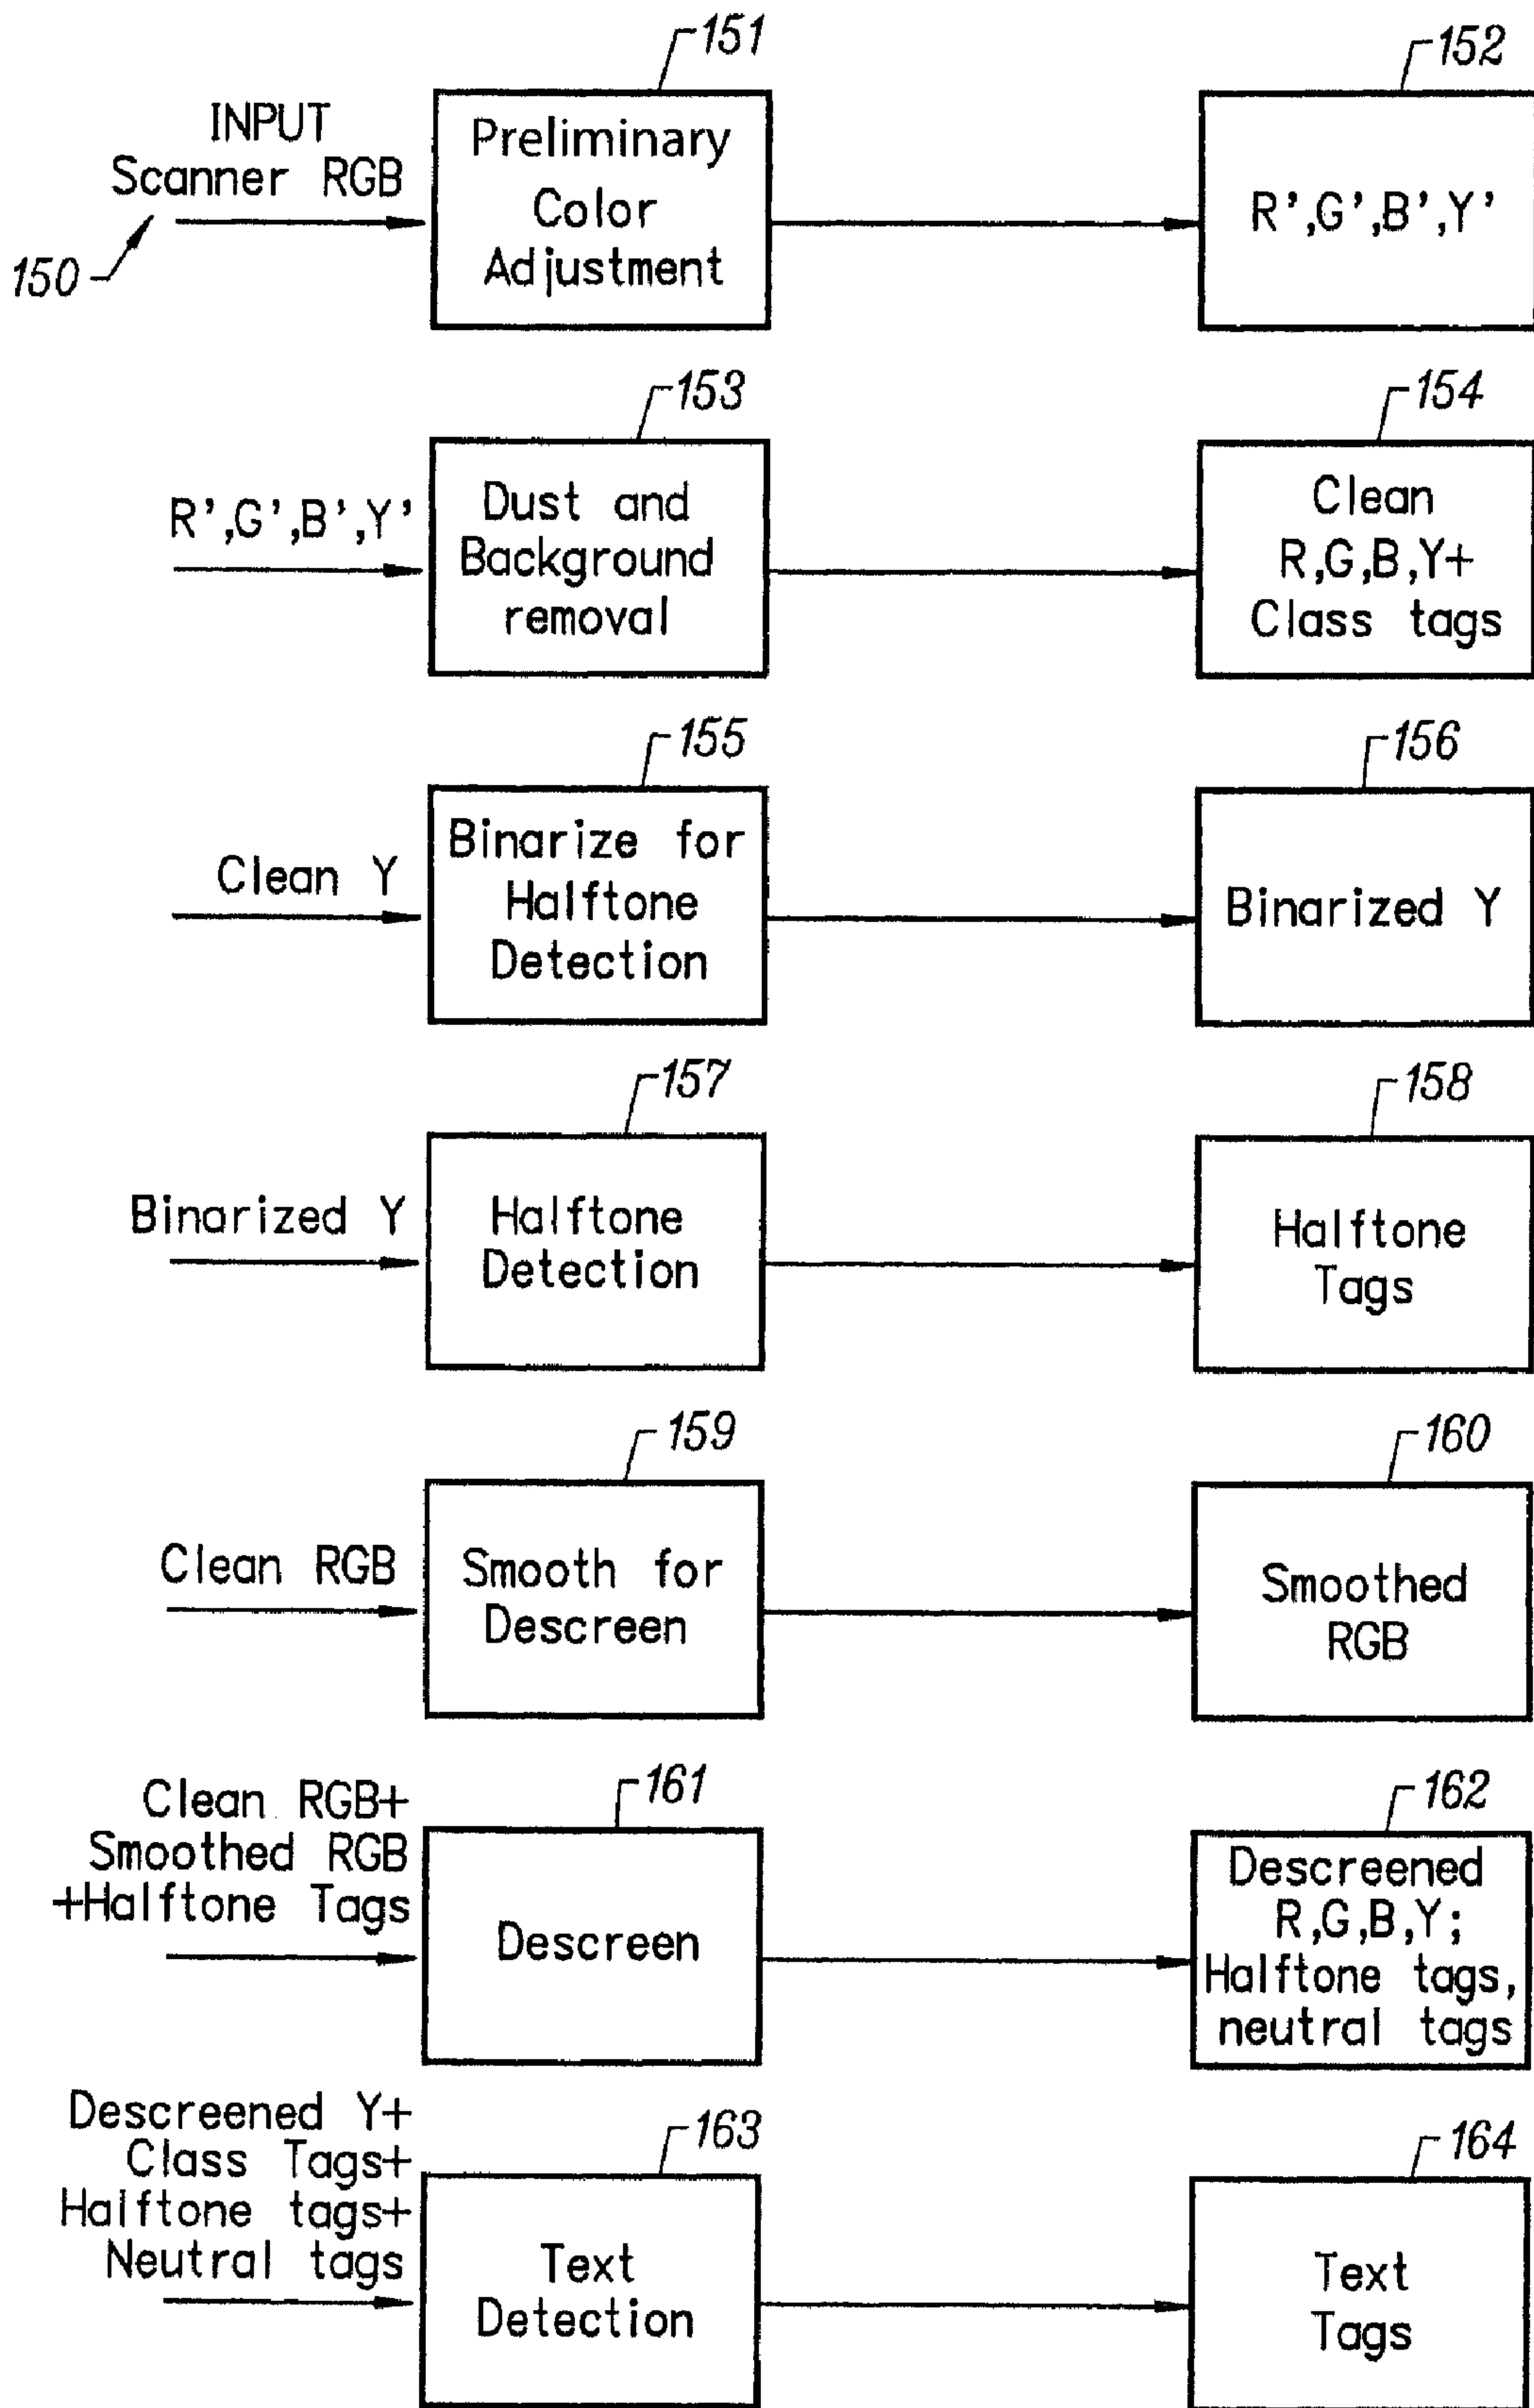 151
152
INPUT
Scanner RGB
150
Preliminary
Color
Adjustment
R',G',B',Y'
153
154
R',G',B',Y'
Dust and
Background
removal
Clean
R,G,B,Y+
Class tags
155
156
Clean Y
Binarize for
Halftone
Detection
Binarized Y
157
158
Binarized Y
Halftone
Detection
Halftone
Tags
159
160
Clean RGB
Smooth for
Descreen
Smoothed
RGB
161
162
Clean RGB+
Smoothed RGB
+Halftone Tags
Descreen
Descreened
R,G,B,Y;
Halftone tags,
neutral tags
163
164
Descreened Y+
Class Tags+
Halftone tags+
Neutral tags
Text
Detection
Text
Tags